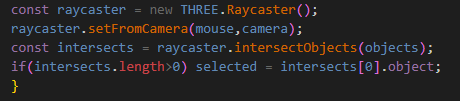 const raycaster = new THREE.Raycaster();
raycaster.setFromCamera(mouse,camera);
const intersects = raycaster.intersectObjects(objects);
if(intersects.length>0) selected = intersects[0].object;
}